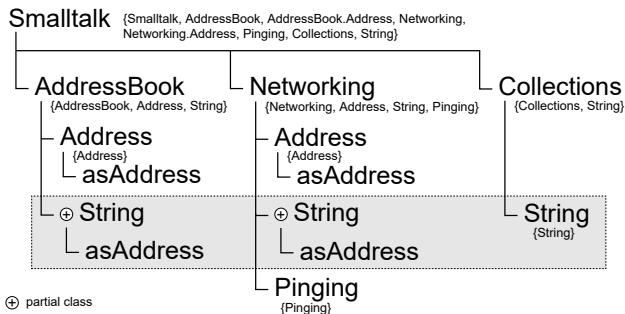 Smalltalk {Smalltalk, AddressBook, AddressBook.Address, Networking,
Networking.Address, Pinging, Collections, String}
AddressBook
{AddressBook, Address, String}
Address
{Address}
asAddress
⊕ String
asAddress
Networking
{Networking, Address, String, Pinging}
Address
{Address}
asAddress
⊕ String
asAddress
Pinging
{Pinging}
Collections
{Collections, String}
String
{String}
⊕ partial class